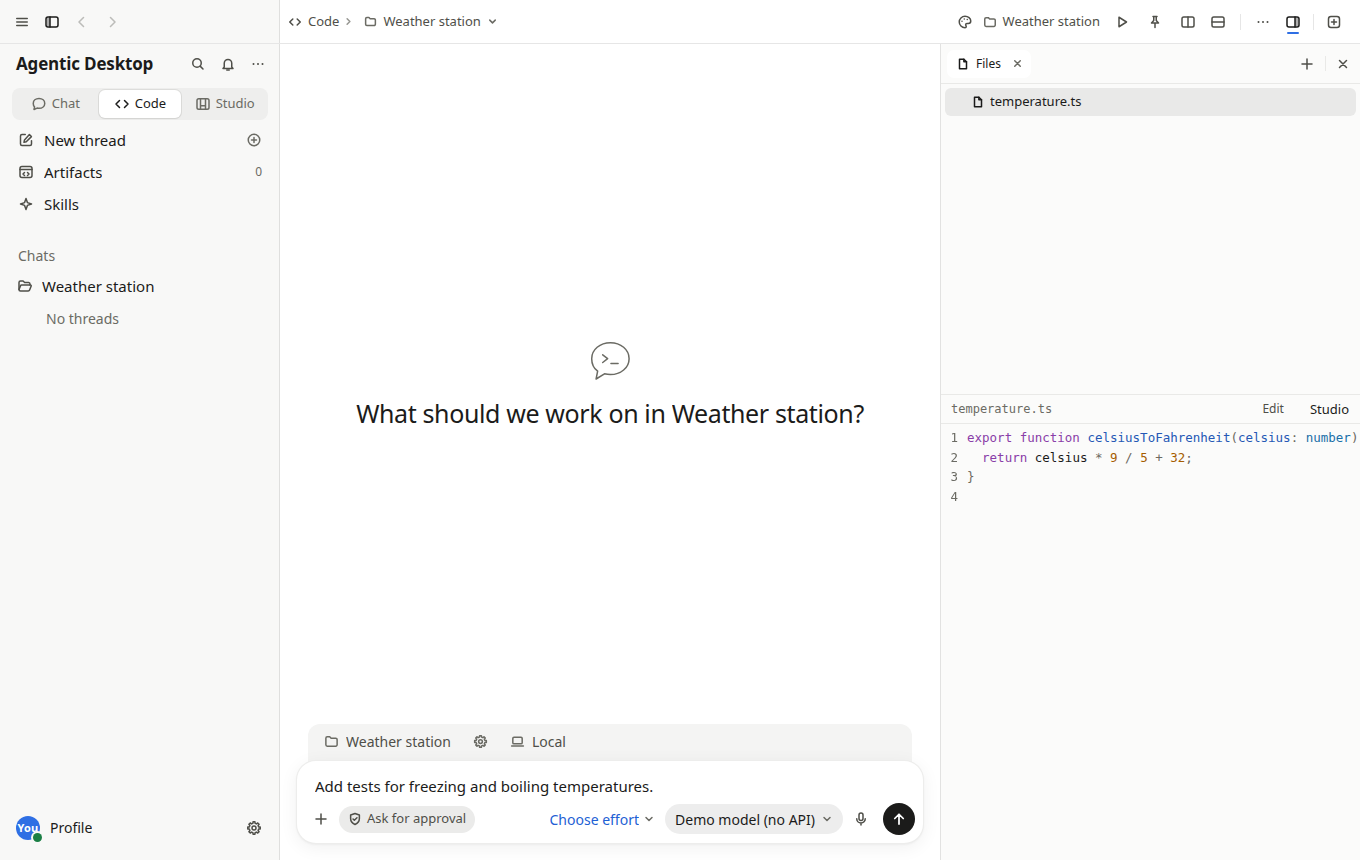 Code
Weather station
Weather station
Agentic Desktop
Chat
Code
Studio
New thread
Artifacts
0
Skills
Chats
Weather station
No threads
You
Profile
What should we work on in Weather station?
Weather station
Local
Add tests for freezing and boiling temperatures.
Ask for approval
Choose effort
Demo model (no API)
Files
temperature.ts
temperature.ts
Edit
Studio
1 export function celsiusToFahrenheit(celsius: number)
2 return celsius * 9 / 5 + 32;
3 }
4